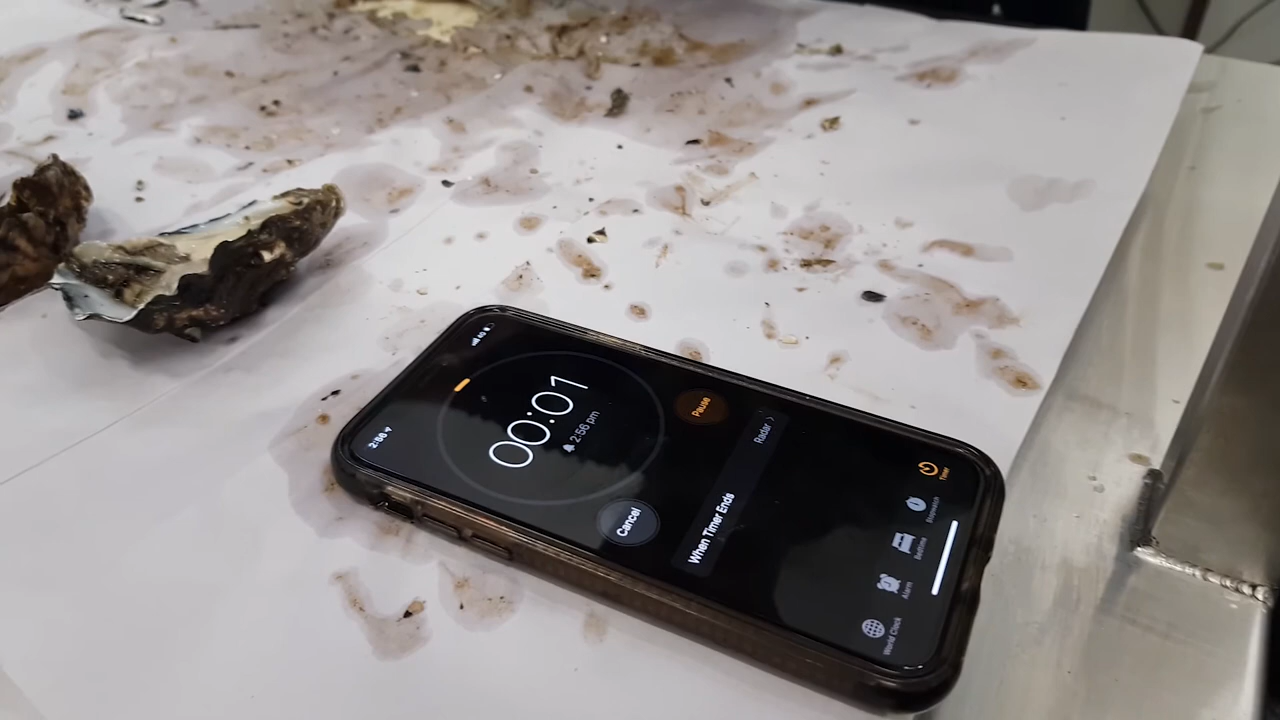 2:56
4G
00:01
2:56 pm
Cancel
Pause
When Timer Ends
Radar
World Clock
Alarm
Bedtime
Stopwatch
Timer